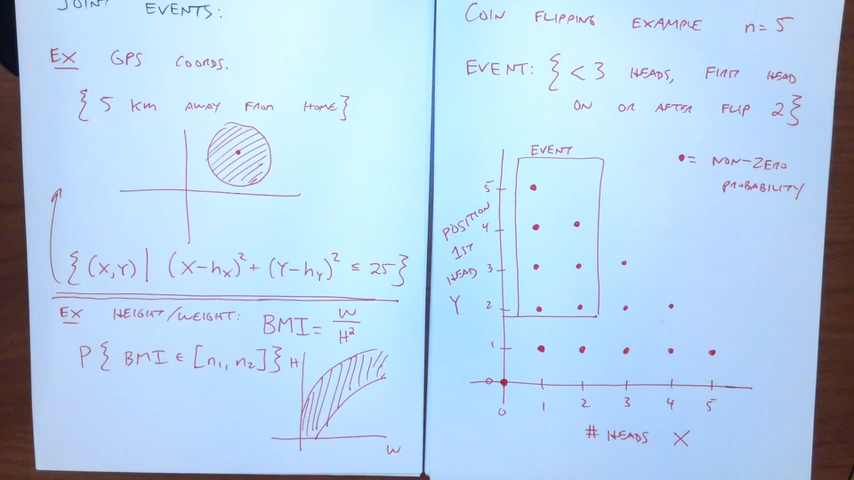 JOINT EVENTS:
EX GPS COORDS.
{5 KM AWAY FROM HOME}
{(X,Y) | (X-hx)² + (Y-hy)² ≤ 25}
EX HEIGHT/WEIGHT: BMI = W/H²
P{BMI ∈ [n1, n2]}
H
W
COIN FLIPPING EXAMPLE n=5
EVENT: {<3 HEADS, FIRST HEAD
ON OR AFTER FLIP 2}
EVENT
• = NON-ZERO
PROBABILITY
POSITION
1ST
HEAD
Y
5
4
3
2
1
0
0 1 2 3 4 5
# HEADS X